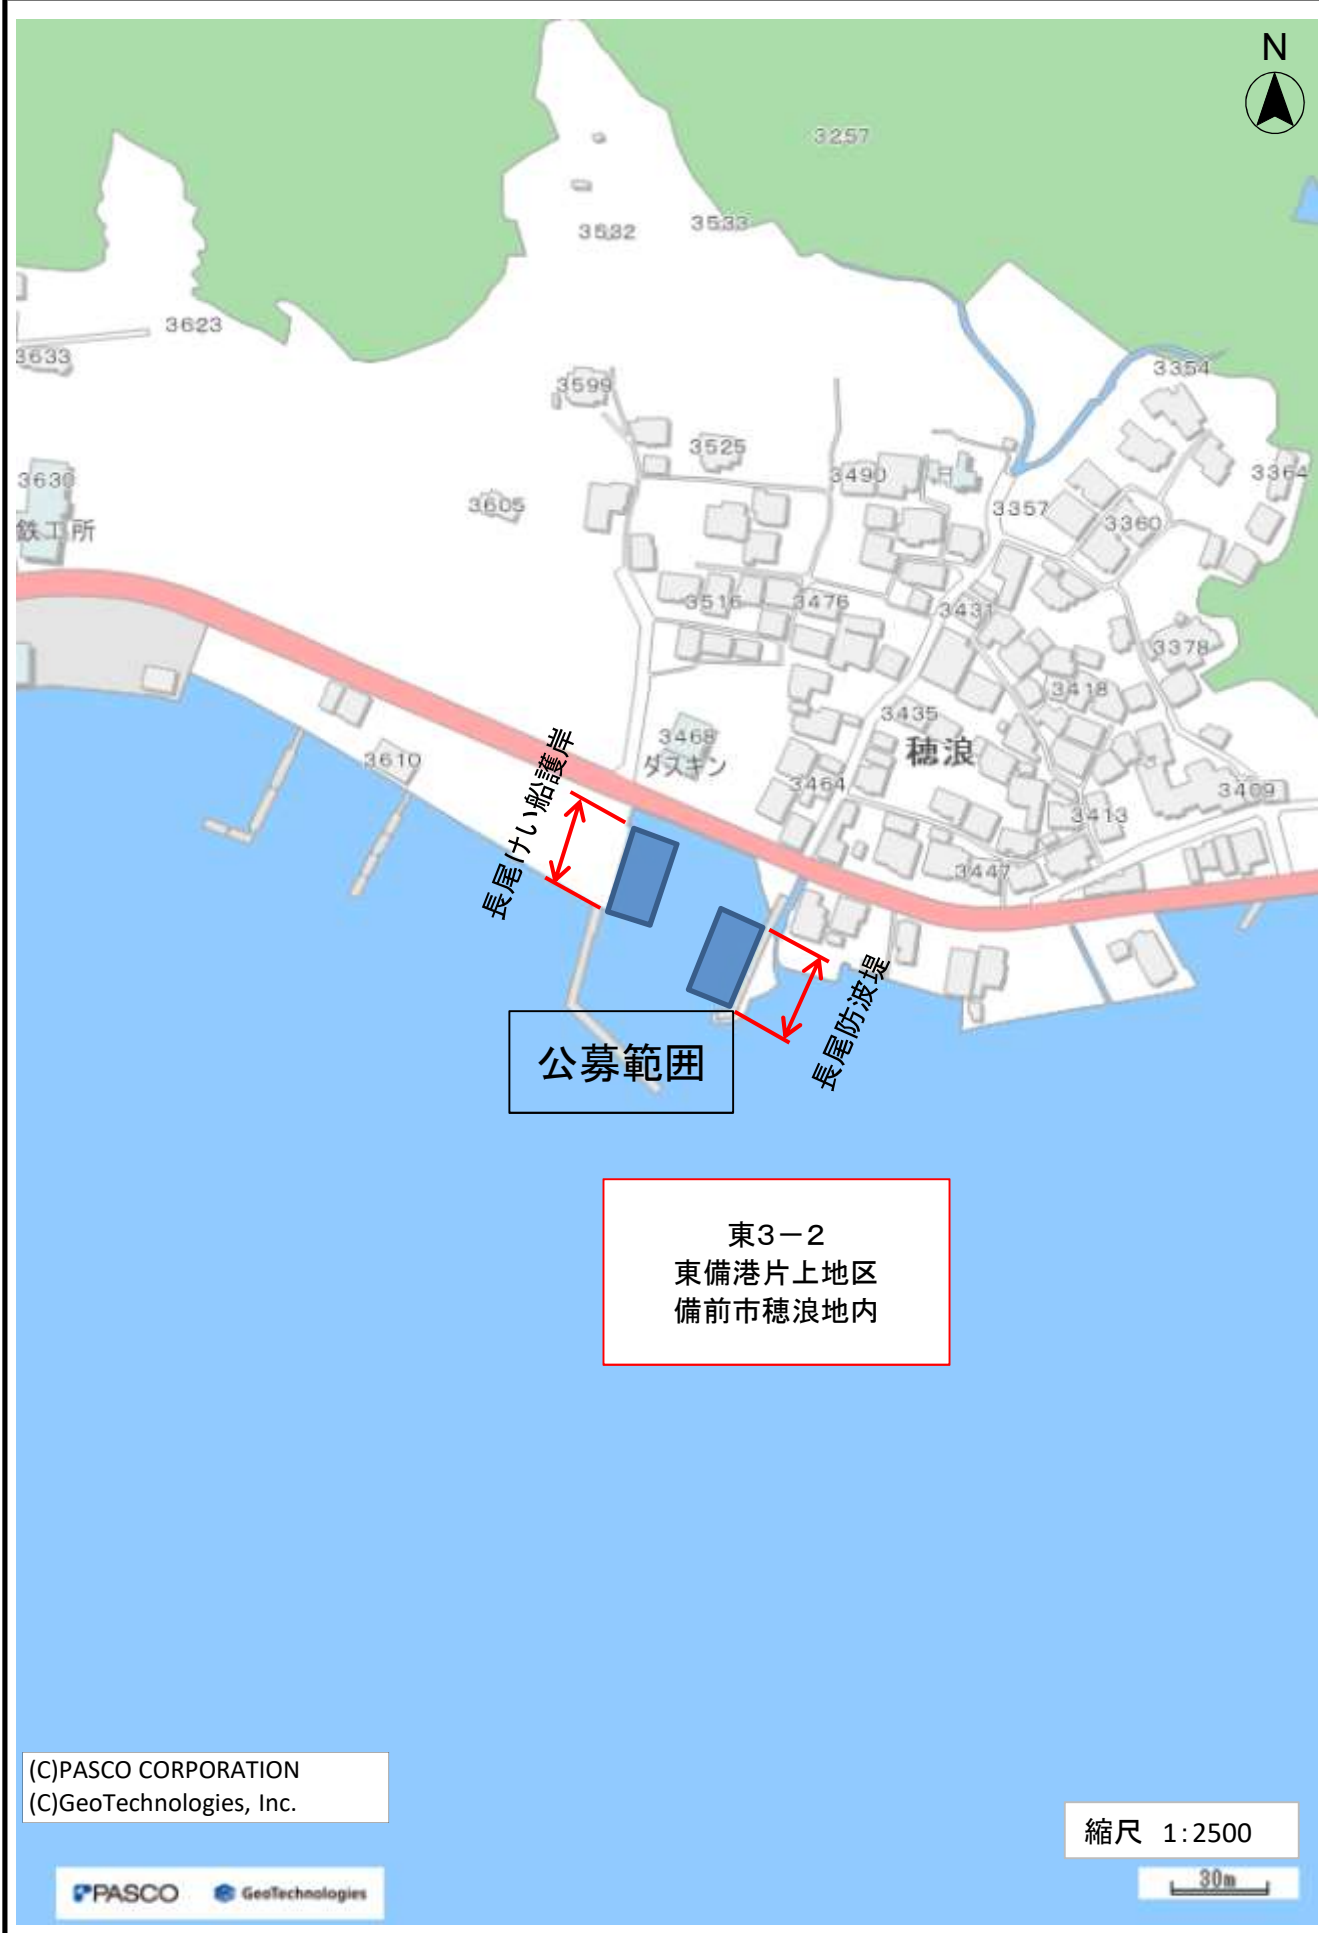 N
3257
3532
3533
3623
3633
3354
3599
3525
3490
3364
3630
3605
3357
3360
鉄工所
3516
3476
3431
3378
3418
3435
3468
穂浪
ダスキン
3610
3464
3409
3413
3447
長尾けい船護岸
長尾防波堤
公募範囲
東3－2
東備港片上地区
備前市穂浪地内
(C)PASCO CORPORATION
(C)GeoTechnologies, Inc.
縮尺 1:2500
PASCO GeoTechnologies
30m